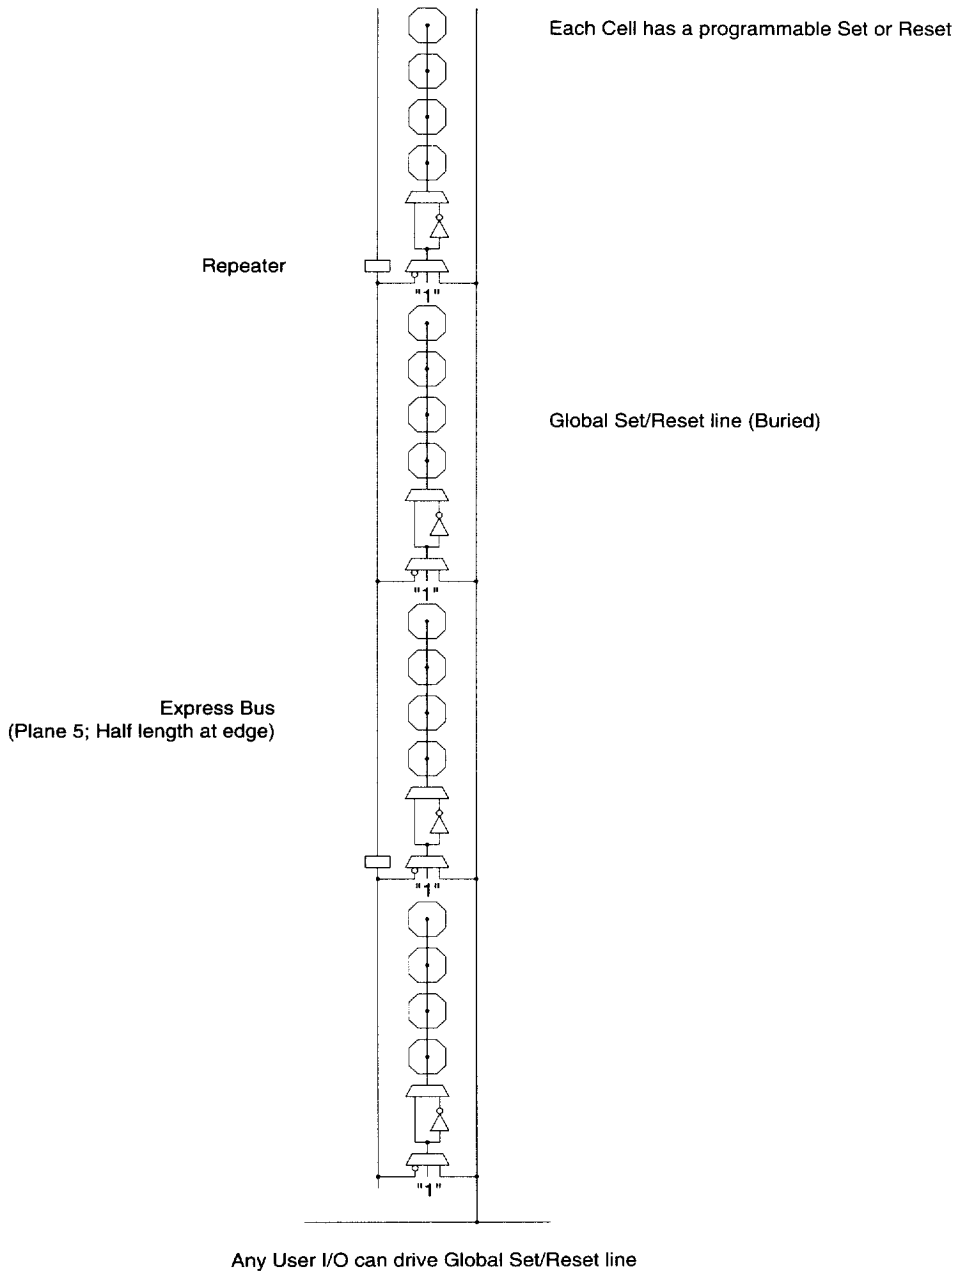 Each Cell has a programmable Set or Reset
Repeater
"1"
Global Set/Reset line (Buried)
"1"
Express Bus
(Plane 5; Half length at edge)
"1"
"1"
Any User I/O can drive Global Set/Reset line